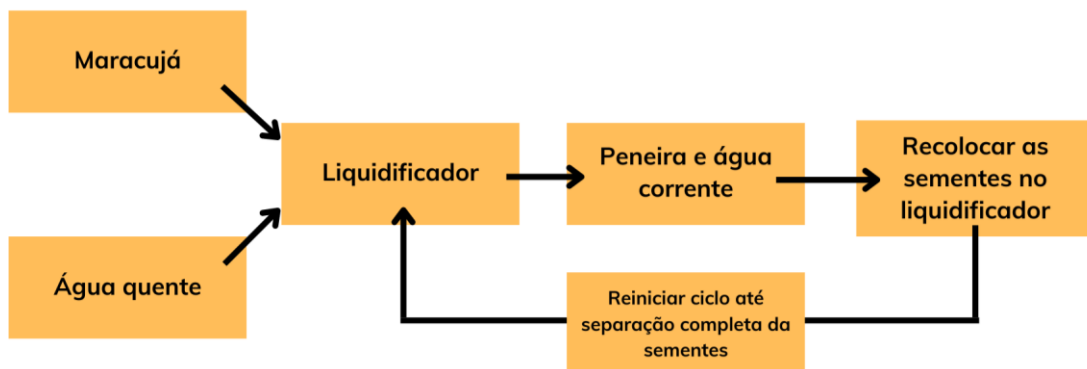 Maracujá
Água quente
Liquidificador
Peneira e água
corrente
Recolocar as
sementes no
liquidificador
Reiniciar ciclo até
separação completa da
sementes